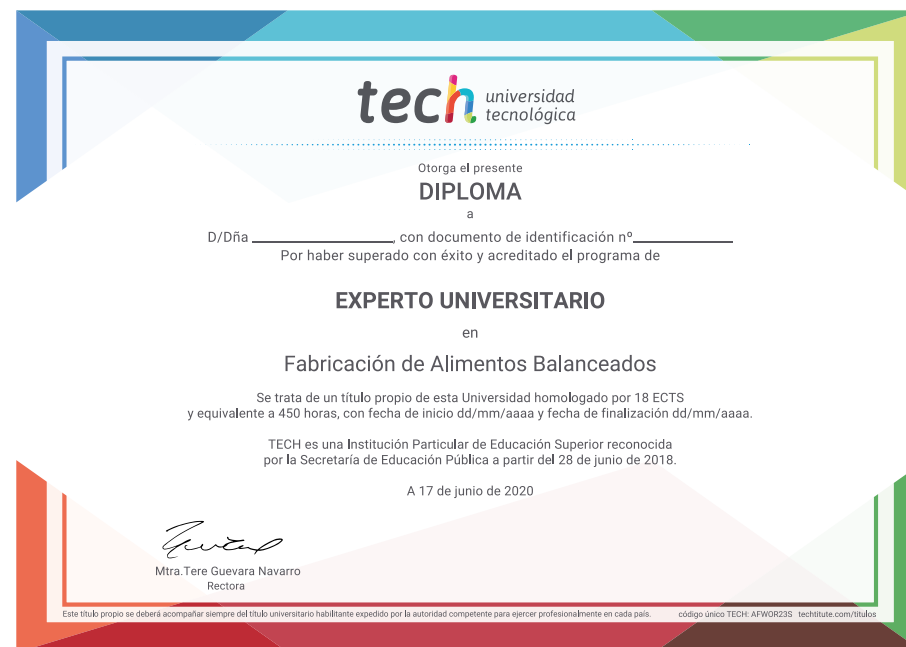 tech universidad
tecnológica
Otorga el presente
DIPLOMA
a
D/Dña ____________________, con documento de identificación nº______________
Por haber superado con éxito y acreditado el programa de
EXPERTO UNIVERSITARIO
en
Fabricación de Alimentos Balanceados
Se trata de un título propio de esta Universidad homologado por 18 ECTS
y equivalente a 450 horas, con fecha de inicio dd/mm/aaaa y fecha de finalización dd/mm/aaaa.
TECH es una Institución Particular de Educación Superior reconocida
por la Secretaría de Educación Pública a partir del 28 de junio de 2018.
A 17 de junio de 2020
Mtra.Tere Guevara Navarro
Rectora
Este título propio se deberá acompañar siempre del título universitario habilitante expedido por la autoridad competente para ejercer profesionalmente en cada país. código único TECH: AFWOR23S techtitute.com/titulos